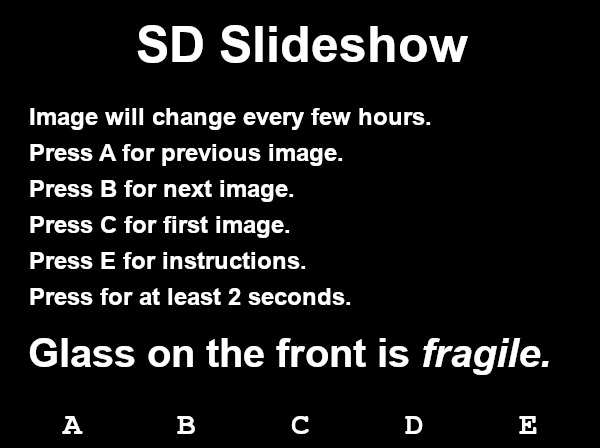 SD Slideshow
Image will change every few hours.
Press A for previous image.
Press B for next image.
Press C for first image.
Press E for instructions.
Press for at least 2 seconds.
Glass on the front is fragile.
A B C D E